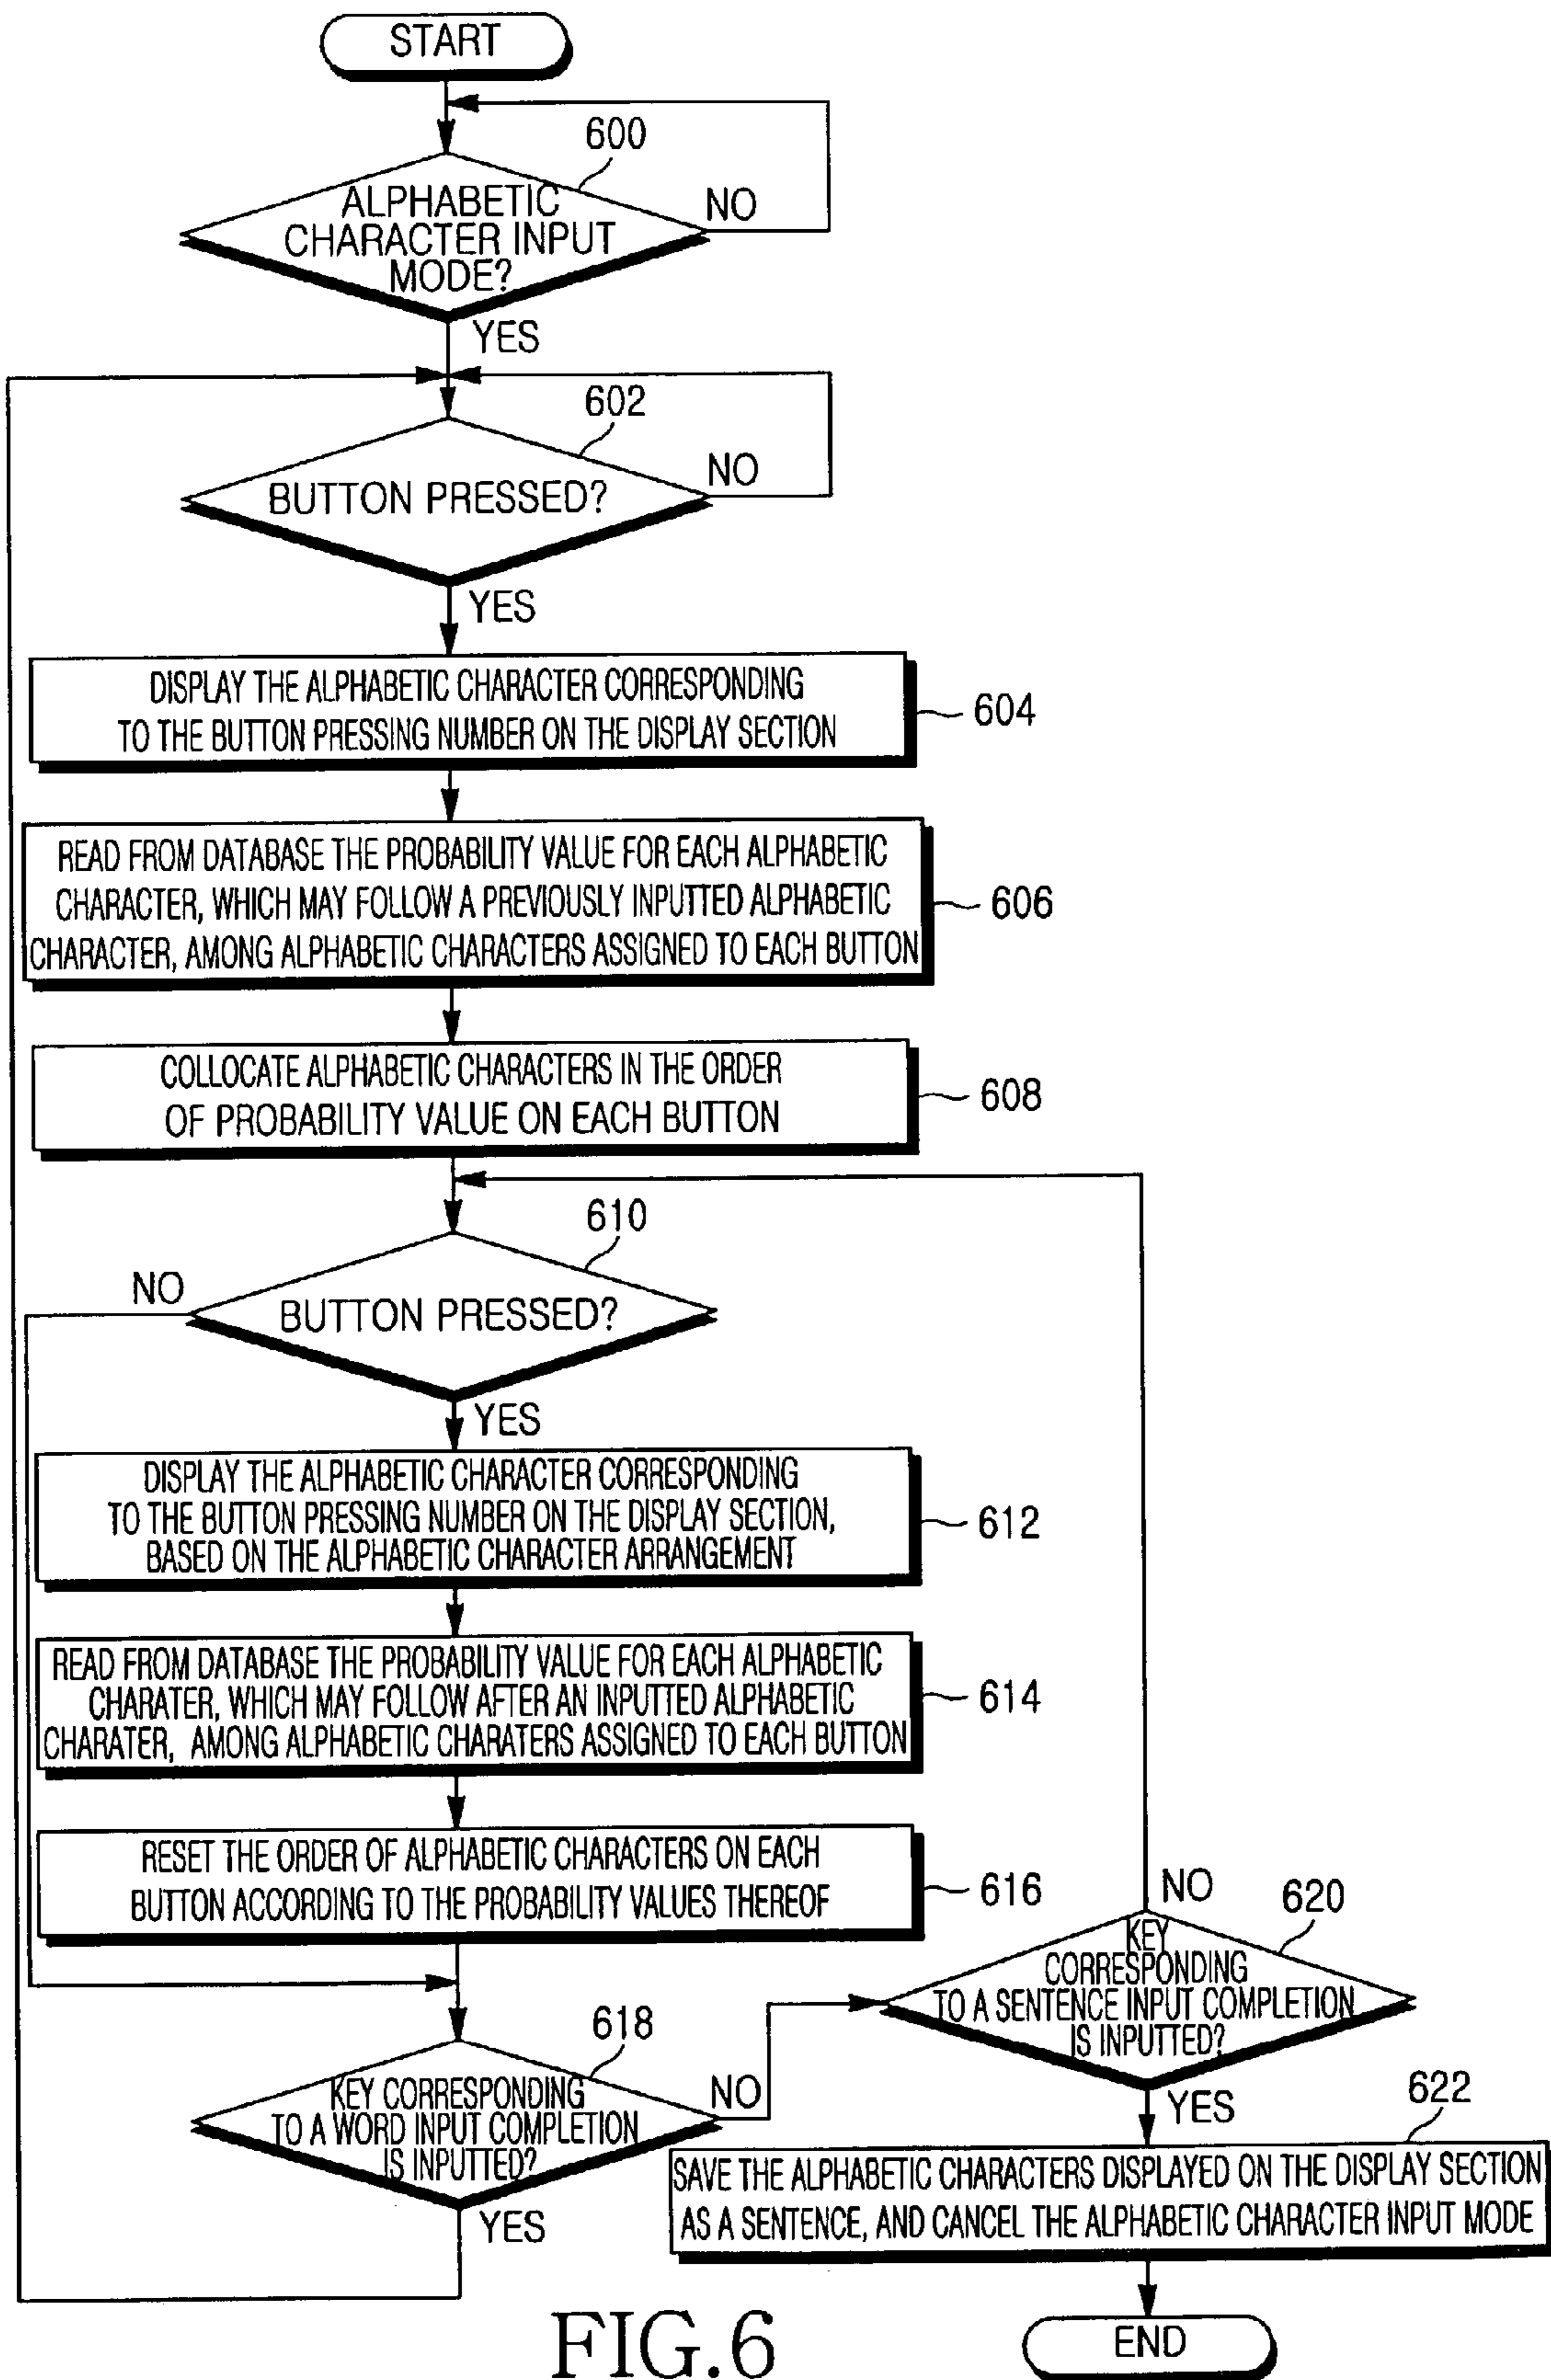 START
600
ALPHABETIC
CHARACTER INPUT
MODE?
NO
YES
602
BUTTON PRESSED?
NO
YES
DISPLAY THE ALPHABETIC CHARACTER CORRESPONDING
TO THE BUTTON PRESSING NUMBER ON THE DISPLAY SECTION
604
READ FROM DATABASE THE PROBABILITY VALUE FOR EACH ALPHABETIC
CHARACTER, WHICH MAY FOLLOW A PREVIOUSLY INPUTTED ALPHABETIC
CHARACTER, AMONG ALPHABETIC CHARACTERS ASSIGNED TO EACH BUTTON
606
COLLOCATE ALPHABETIC CHARACTERS IN THE ORDER
OF PROBABILITY VALUE ON EACH BUTTON
608
610
NO
BUTTON PRESSED?
YES
DISPLAY THE ALPHABETIC CHARACTER CORRESPONDING
TO THE BUTTON PRESSING NUMBER ON THE DISPLAY SECTION,
BASED ON THE ALPHABETIC CHARACTER ARRANGEMENT
612
READ FROM DATABASE THE PROBABILITY VALUE FOR EACH ALPHABETIC
CHARATER, WHICH MAY FOLLOW AFTER AN INPUTTED ALPHABETIC
CHARATER, AMONG ALPHABETIC CHARATERS ASSIGNED TO EACH BUTTON
614
RESET THE ORDER OF ALPHABETIC CHARACTERS ON EACH
BUTTON ACCORDING TO THE PROBABILITY VALUES THEREOF
616
618
KEY CORRESPONDING
TO A WORD INPUT COMPLETION
IS INPUTTED?
NO
YES
NO
620
KEY
CORRESPONDING
TO A SENTENCE INPUT COMPLETION
IS INPUTTED?
YES
622
SAVE THE ALPHABETIC CHARACTERS DISPLAYED ON THE DISPLAY SECTION
AS A SENTENCE, AND CANCEL THE ALPHABETIC CHARACTER INPUT MODE
END
FIG.6